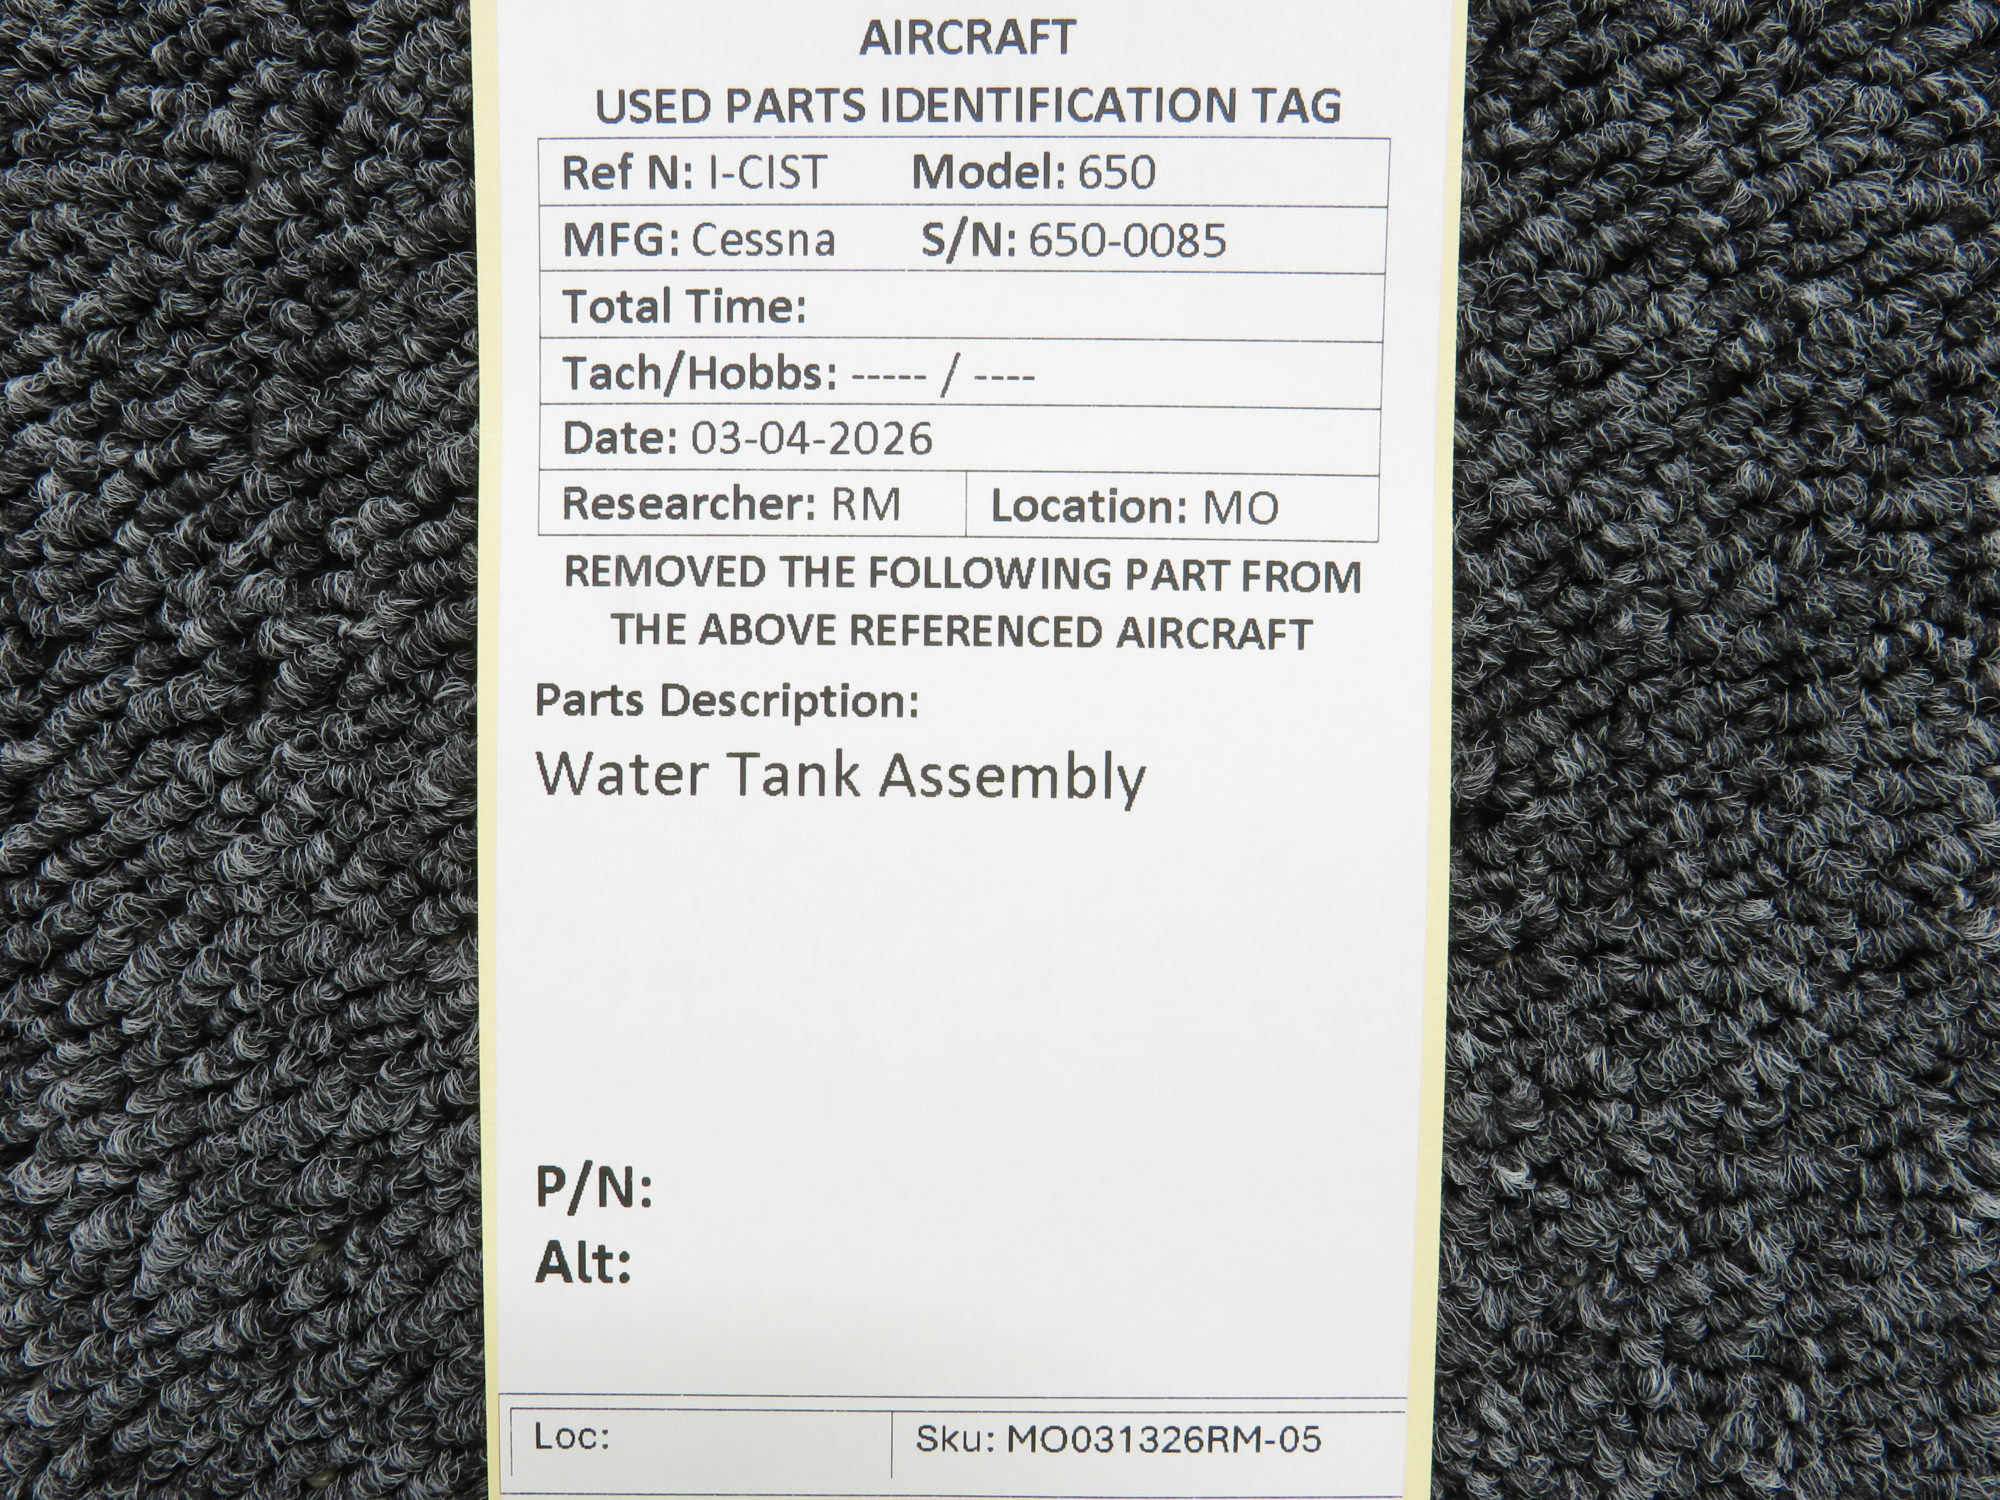 AIRCRAFT
USED PARTS IDENTIFICATION TAG
Ref N: I-CIST Model: 650
MFG: Cessna S/N: 650-0085
Total Time:
Tach/Hobbs: ----- / ----
Date: 03-04-2026
Researcher: RM Location: MO
REMOVED THE FOLLOWING PART FROM
THE ABOVE REFERENCED AIRCRAFT
Parts Description:
Water Tank Assembly
P/N:
Alt:
Loc: Sku: MO031326RM-05